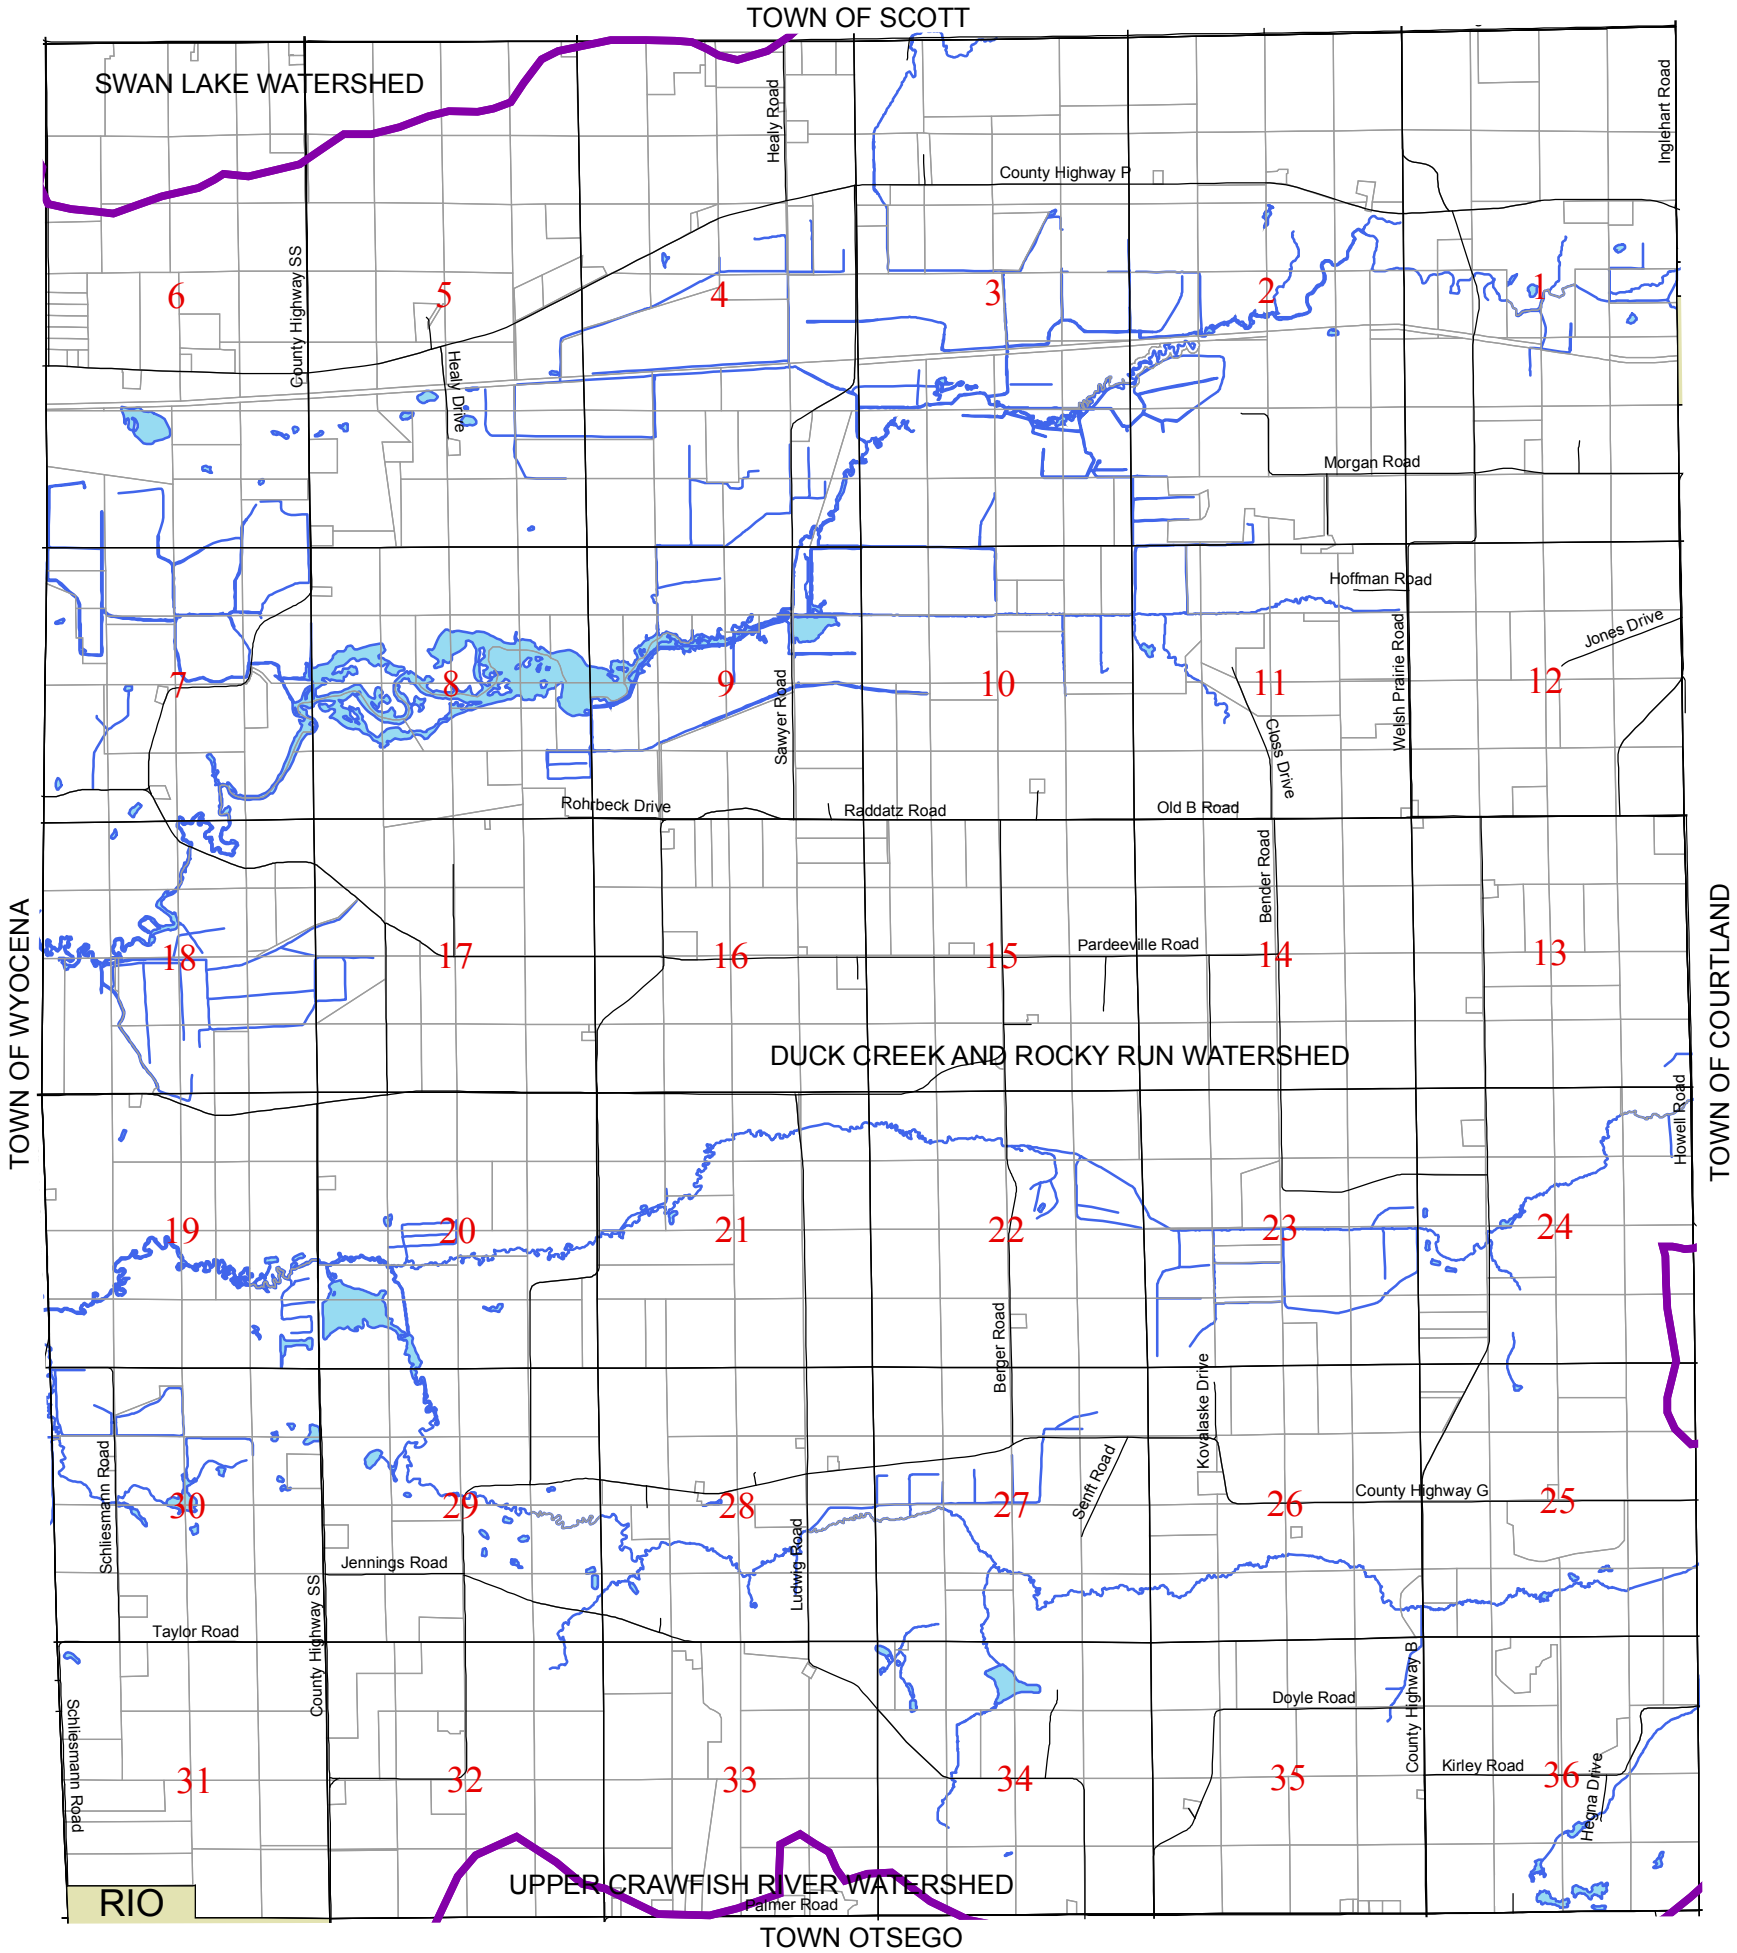 TOWN OF SCOTT
SWAN LAKE WATERSHED
Healy Road
Inglehart Road
County Highway P
County Highway SS
6
5
4
3
2
1
Healy Drive
Morgan Road
Hoffman Road
Jones Drive
Welsh Prairie Road
7
8
9
10
11
12
Sawyer Road
Closs Drive
Rohrbeck Drive
Raddatz Road
Old B Road
Bender Road
TOWN OF WYOCENA
TOWN OF COURTLAND
18
17
16
15
14
13
Pardeeville Road
DUCK CREEK AND ROCKY RUN WATERSHED
Howell Road
19
20
21
22
23
24
Berger Road
Kovalaske Drive
Schliesmann Road
Senft Road
County Highway G
30
29
28
27
26
25
Ludwig Road
Jennings Road
County Highway SS
Taylor Road
Schliesmann Road
County Highway B
Doyle Road
Kirley Road
Hegna Drive
31
32
33
34
35
36
UPPER CRAWFISH RIVER WATERSHED
RIO
Palmer Road
TOWN OTSEGO